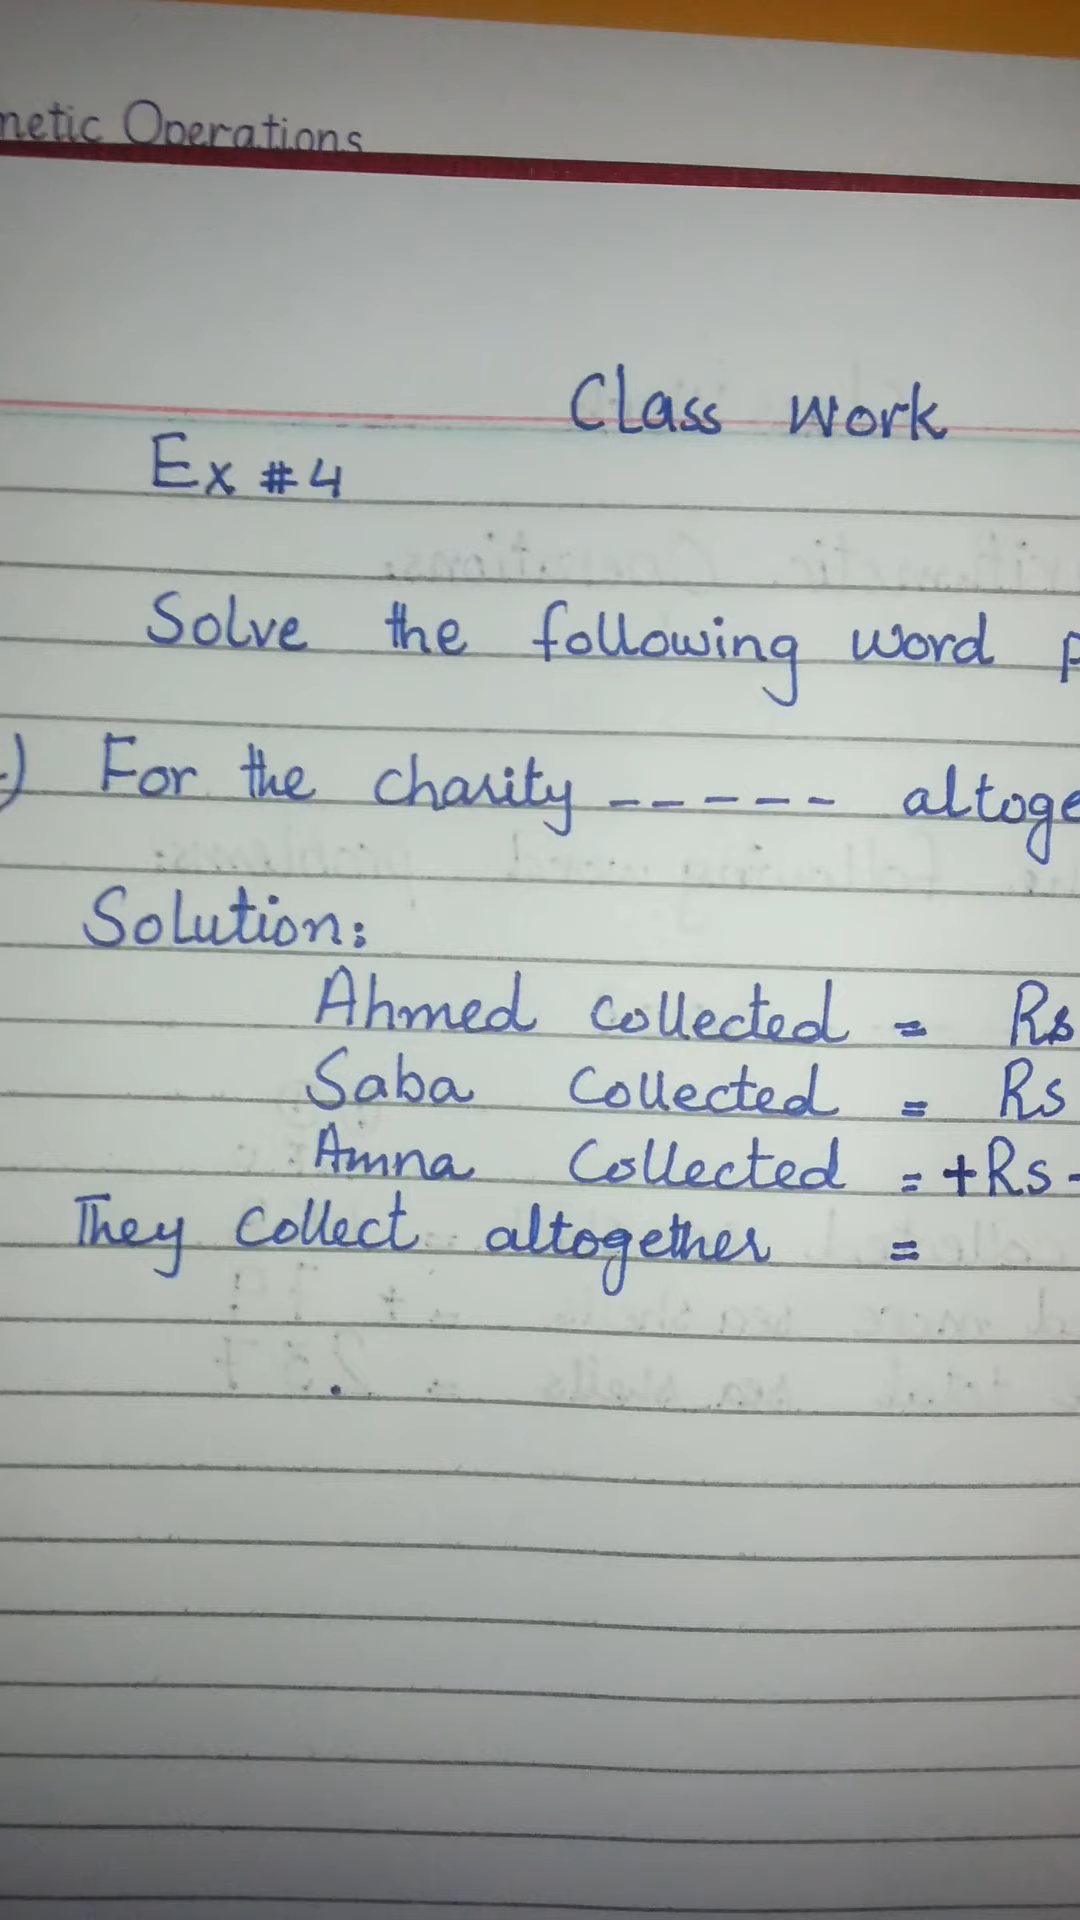 netic Operations
Class work
Ex #4
Solve the following word
) For the charity ----- altoge
Solution:
Ahmed collected = Rs
Saba collected = Rs
Amna collected = +Rs
They collect altogether =